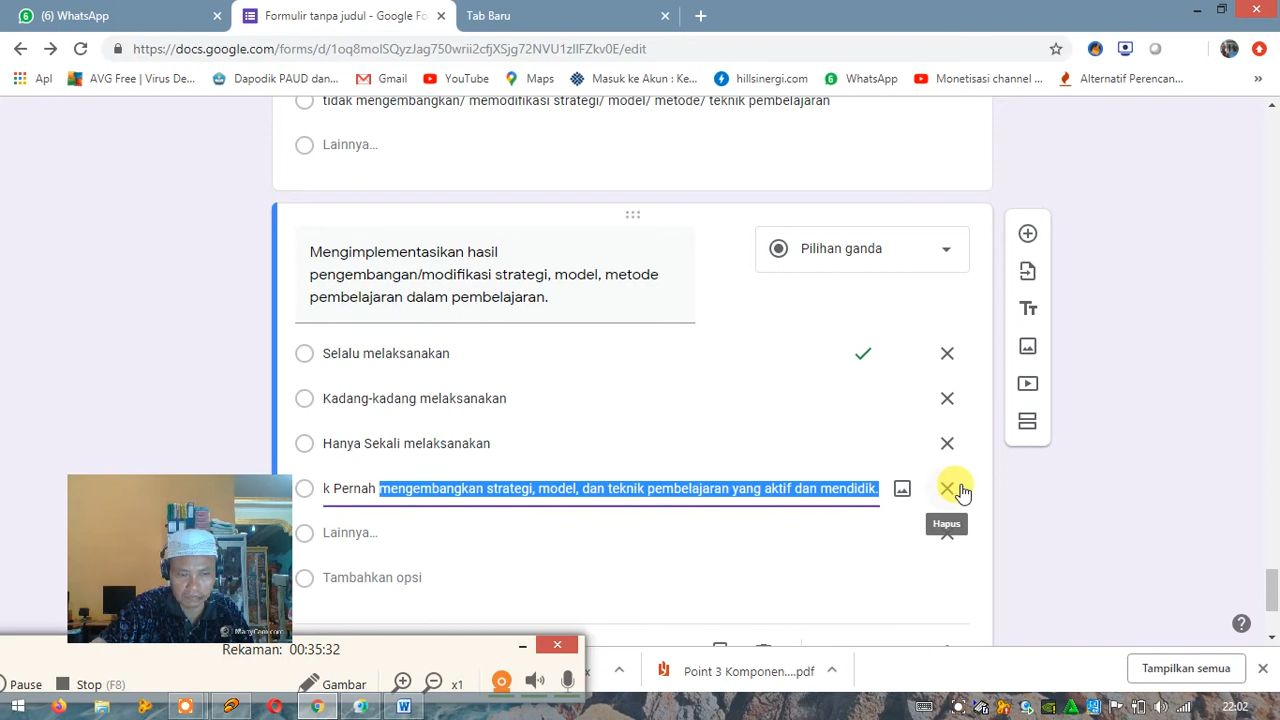 (6) WhatsApp
Formulir tanpa judul - Google Fo
Tab Baru
https://docs.google.com/forms/d/1oq8molSQyzJag750wrii2cfjXSjg72NVU1zlIFZkv0E/edit
Apl
AVG Free | Virus De...
Dapodik PAUD dan...
Gmail
YouTube
Maps
Masuk ke Akun : Ke...
hillsinergi.com
WhatsApp
Monetisasi channel ...
Alternatif Perencan...
»
tidak mengembangkan/ memodifikasi strategi/ model/ metode/ teknik pembelajaran
Lainnya...
Mengimplementasikan hasil
pengembangan/modifikasi strategi, model, metode
pembelajaran dalam pembelajaran.
Pilihan ganda
Tт
Selalu melaksanakan
Kadang-kadang melaksanakan
Hanya Sekali melaksanakan
k Pernah mengembangkan strategi, model, dan teknik pembelajaran yang aktif dan mendidik.
Hapus
Lainnya...
Tambahkan opsi
ManyCam.com
Rekaman: 00:35:32
Pause
Stop (F8)
Gambar
x1
Point 3 Komponen....pdf
Tampilkan semua
22:02